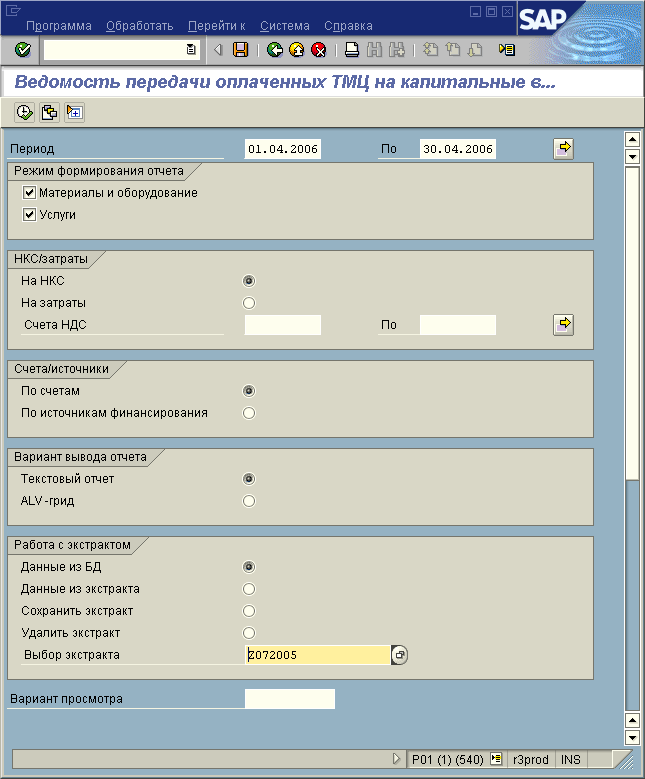 Программа Обработать Перейти к Система Справка
SAP
Ведомость передачи оплаченных ТМЦ на капитальные в...
Период 01.04.2006 По 30.04.2006
Режим формирования отчета
Материалы и оборудование
Услуги
НКС/затраты
На НКС
На затраты
Счета НДС По
Счета/источники
По счетам
По источникам финансирования
Вариант вывода отчета
Текстовый отчет
ALV-грид
Работа с экстрактом
Данные из БД
Данные из экстракта
Сохранить экстракт
Удалить экстракт
Выбор экстракта Z072005
Вариант просмотра
P01 (1) (540) r3prod INS